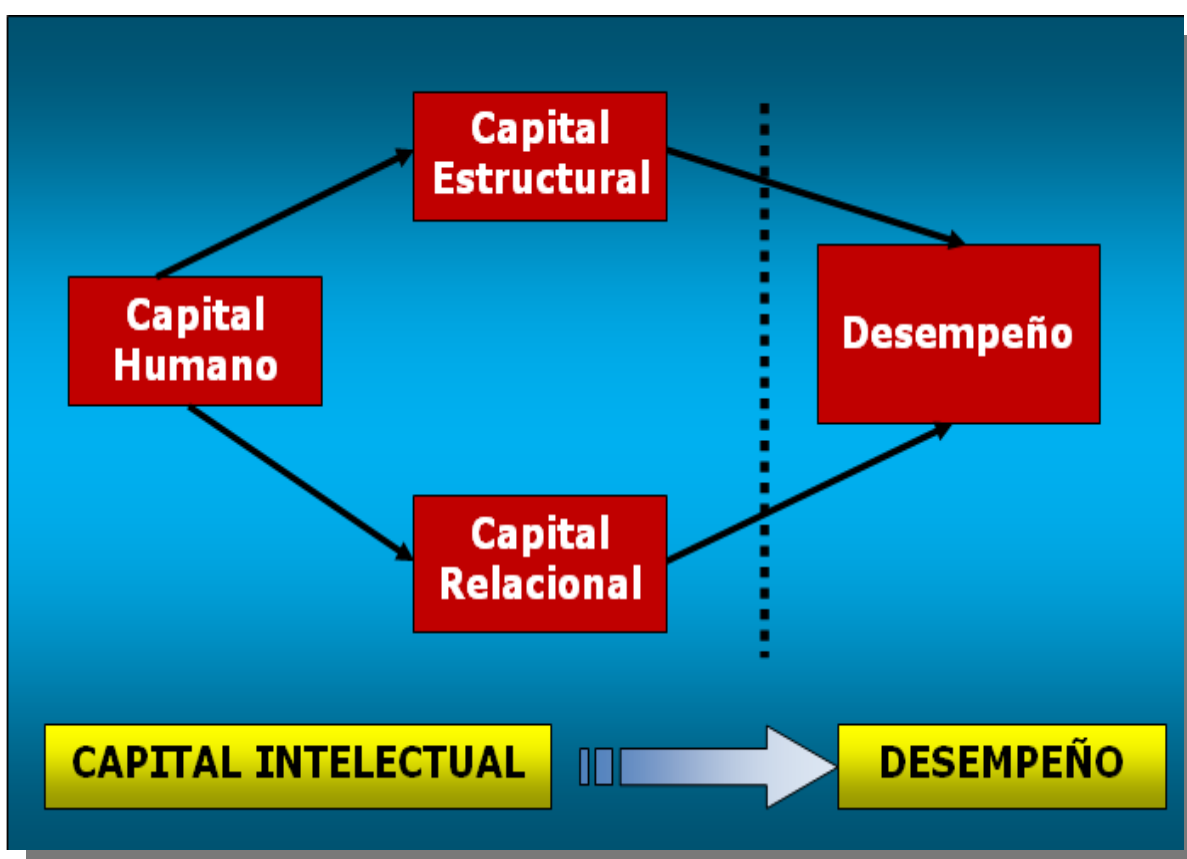 Capital
Estructural
Capital
Humano
Desempeño
Capital
Relacional
CAPITAL INTELECTUAL
DESEMPEÑO